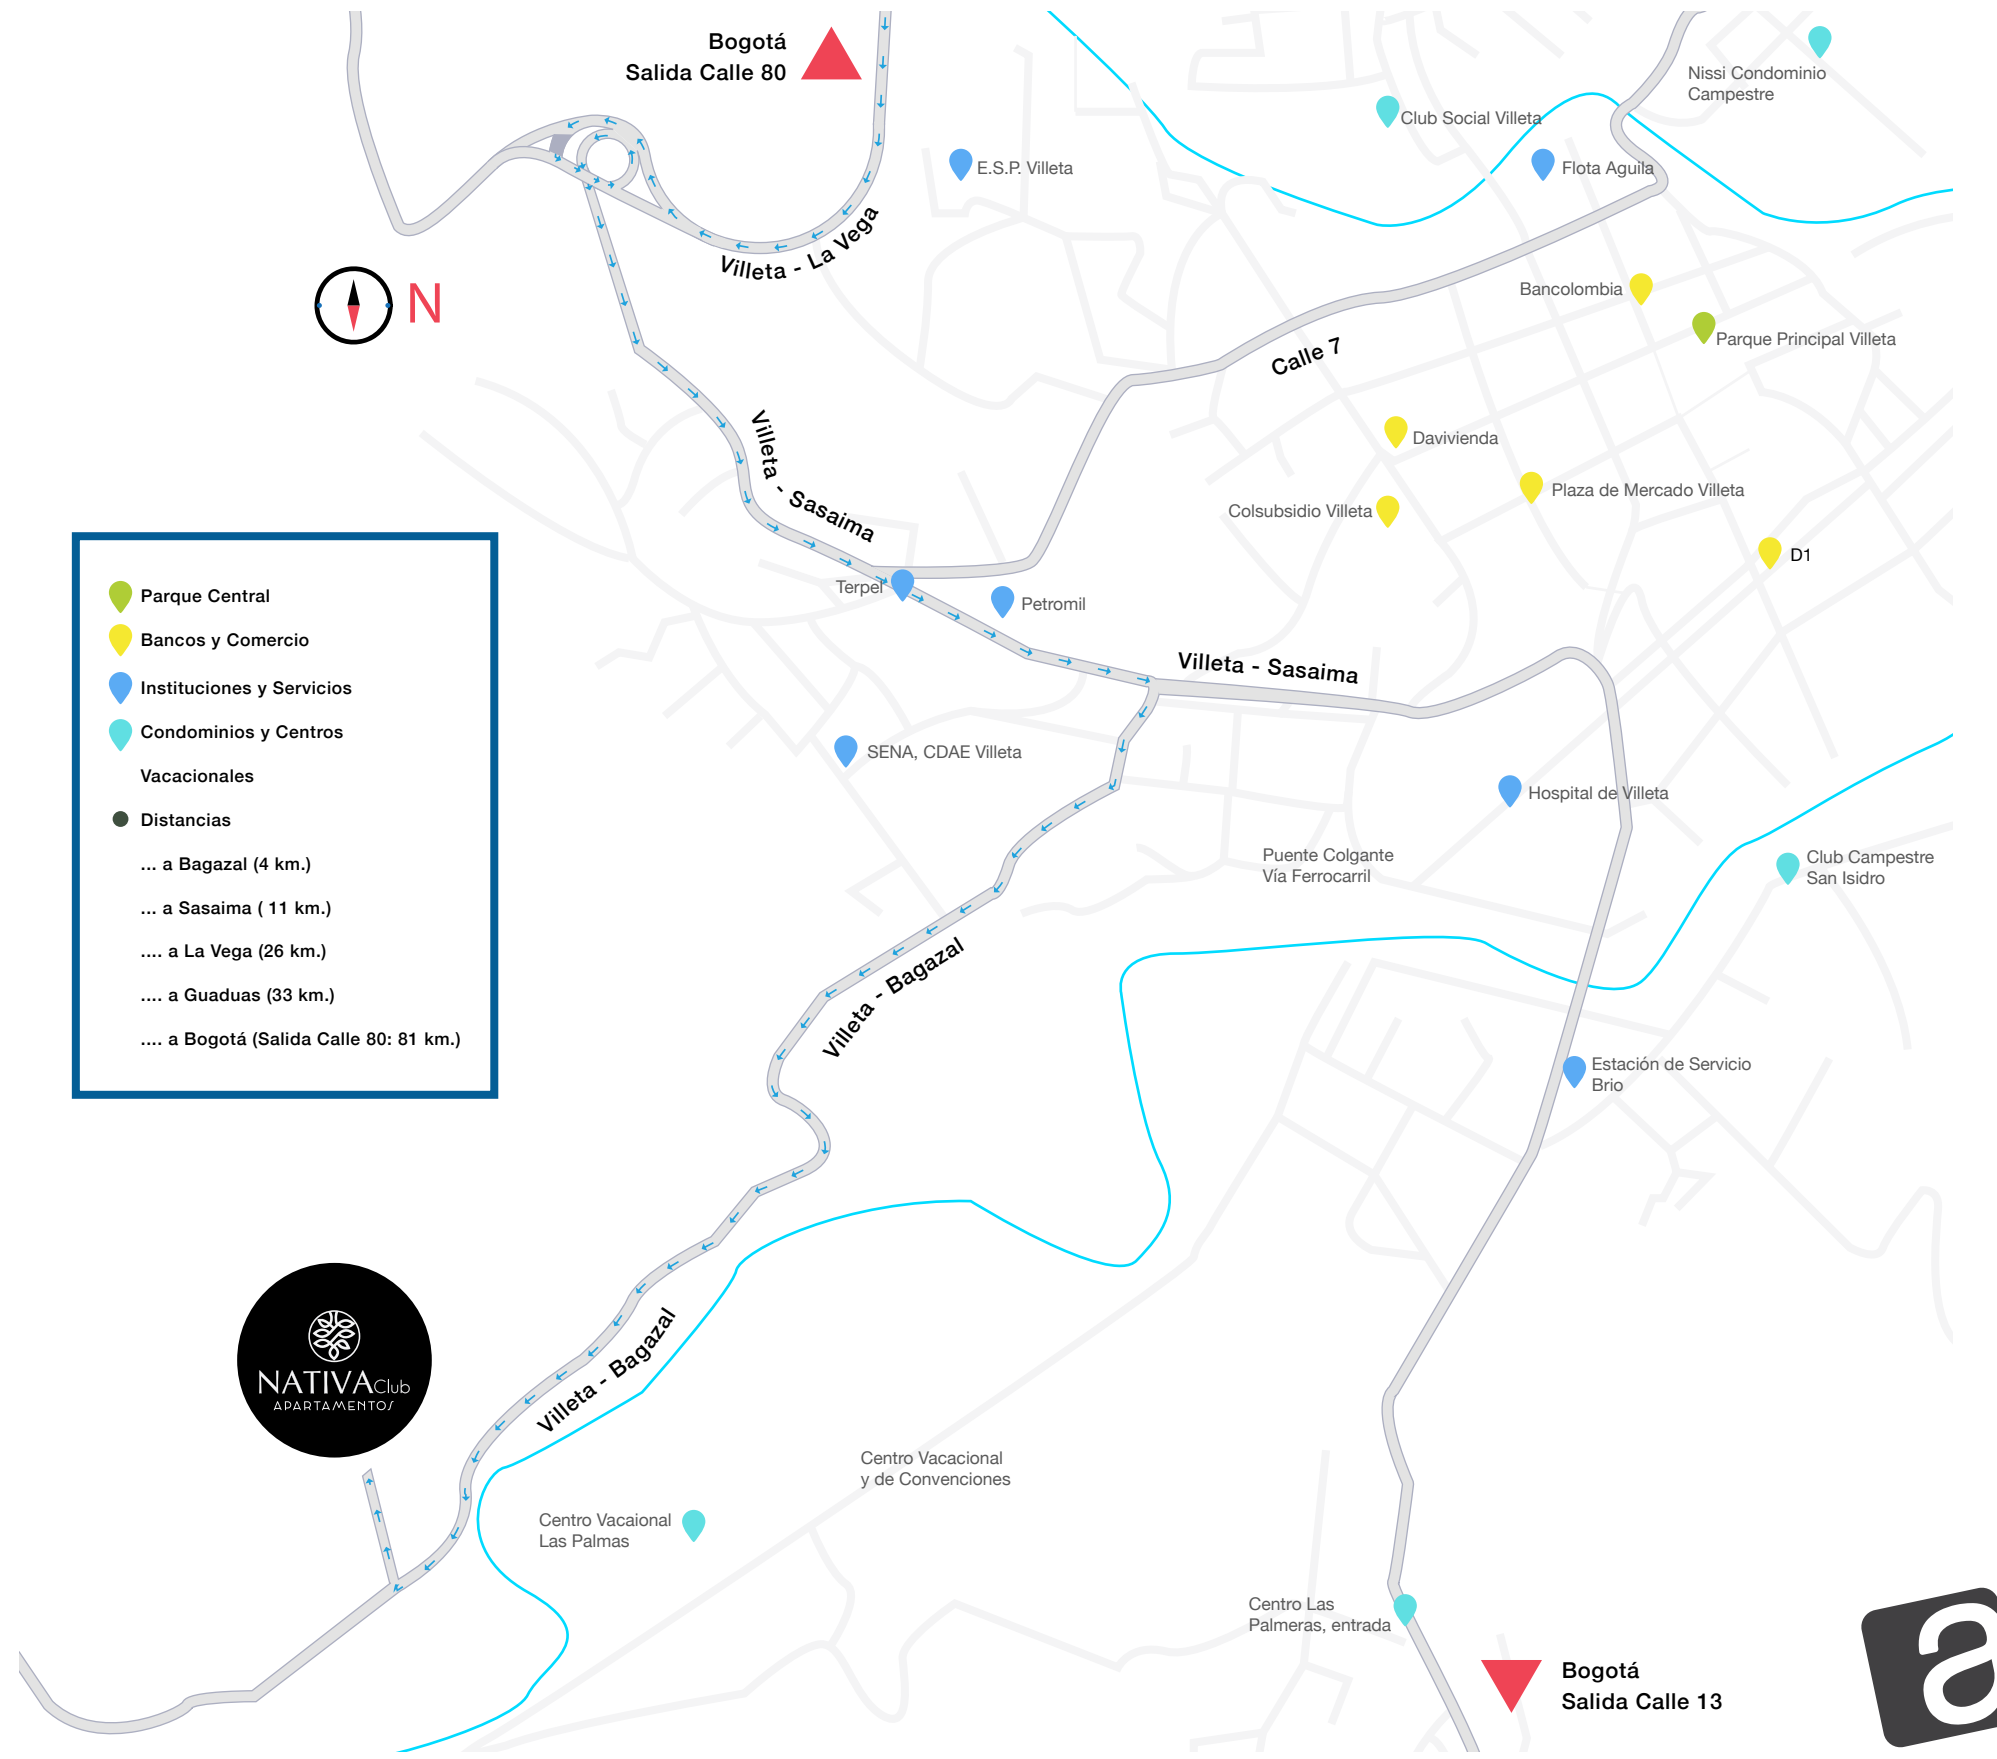 Bogotá
Salida Calle 80
Nissi Condominio
Campestre
Club Social Villeta
E.S.P. Villeta
Flota Aguila
Villeta - La Vega
N
Bancolombia
Parque Principal Villeta
Calle 7
Villeta - Sasaima
Davivienda
Plaza de Mercado Villeta
Colsubsidio Villeta
D1
Terpel
Petromil
Villeta - Sasaima
SENA, CDAE Villeta
Hospital de Villeta
Puente Colgante
Vía Ferrocarril
Club Campestre
San Isidro
Villeta - Bagazal
Estación de Servicio
Brio
Parque Central
Bancos y Comercio
Instituciones y Servicios
Condominios y Centros
Vacacionales
Distancias
... a Bagazal (4 km.)
... a Sasaima ( 11 km.)
.... a La Vega (26 km.)
.... a Guaduas (33 km.)
.... a Bogotá (Salida Calle 80: 81 km.)
NATIVA Club
APARTAMENTOS
Villeta - Bagazal
Centro Vacacional
y de Convenciones
Centro Vacaional
Las Palmas
Centro Las
Palmeras, entrada
Bogotá
Salida Calle 13
a